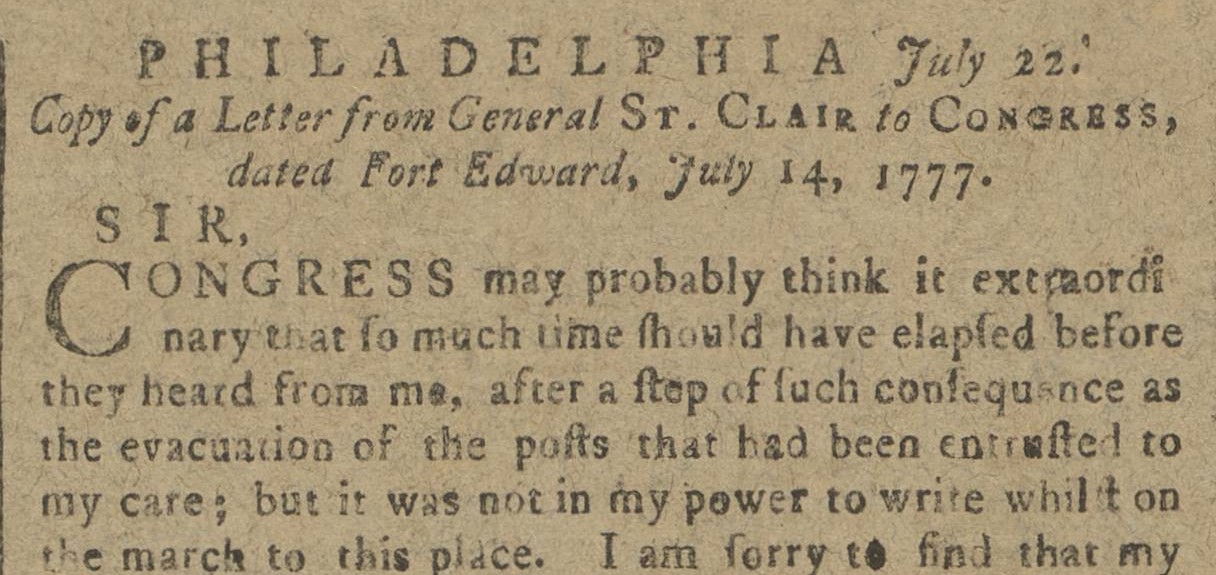 PHILADELPHIA July 22.
Copy of a Letter from General ST. CLAIR to CONGRESS,
dated Fort Edward, July 14, 1777.
SIR,
CONGRESS may probably think it extraordi
nary that ſo much time ſhould have elapſed before
they heard from me, after a ſtep of ſuch conſequence as
the evacuation of the poſts that had been entruſted to
my care; but it was not in my power to write whilſt on
the march to this place. I am ſorry to find that my